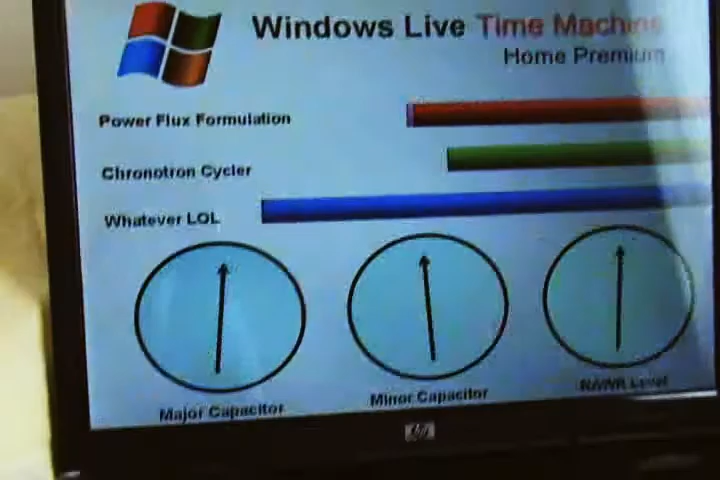 Windows Live Time Machine
Home Premium
Power Flux Formulation
Chronotron Cycler
Whatever LOL
Major Capacitor
Minor Capacitor
RAWR Level
hp